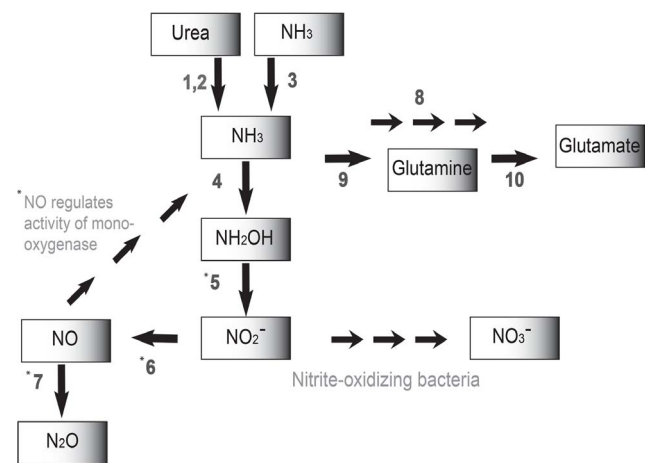 Urea
NH₃
1,2
3
NH₃
8
Glutamate
Glutamine
9
10
4
*NO regulates
activity of mono-
oxygenase
NH₂OH
*5
NO
NO₂⁻
NO₃⁻
*6
Nitrite-oxidizing bacteria
*7
N₂O